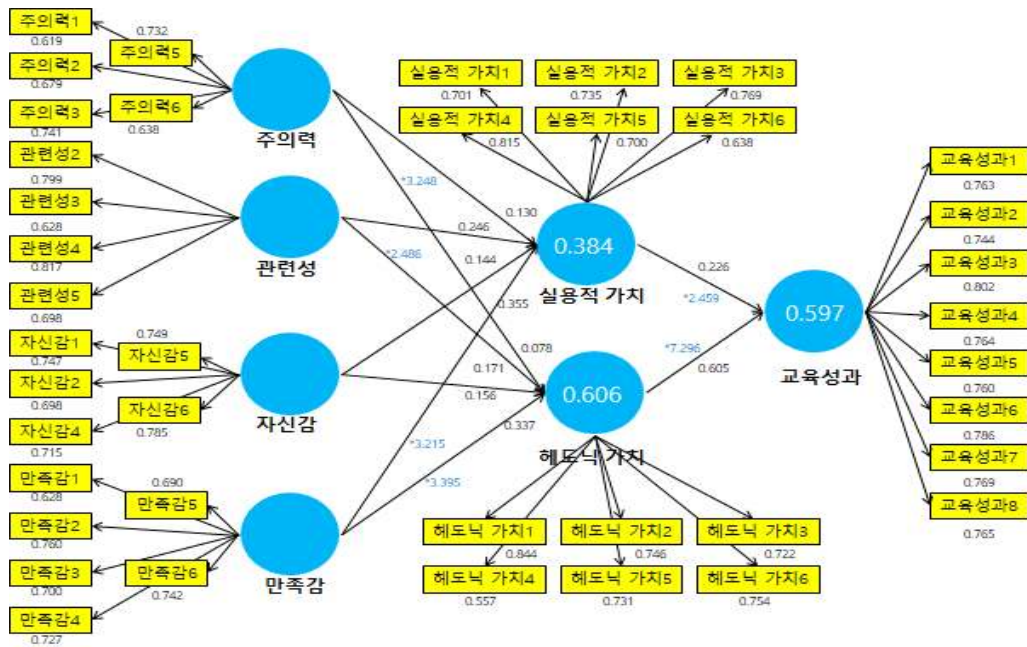 주의력1
0.619
0.732
주의력5
주의력2
0.679
주의력3
0.741
주의력6
0.638
주의력
관련성2
0.799
관련성3
0.628
관련성4
0.817
관련성5
0.698
관련성
자신감1
0.747
0.749
자신감5
자신감2
0.698
자신감6
0.785
자신감4
0.715
자신감
만족감1
0.628
0.690
만족감5
만족감2
0.760
만족감3
0.700
만족감6
0.742
만족감4
0.727
만족감
실용적 가치1
0.701
실용적 가치2
0.735
실용적 가치3
0.769
실용적 가치4
0.815
실용적 가치5
0.700
실용적 가치6
0.638
*3.248
0.130
0.246
*2.486
0.144
0.355
0.078
0.171
0.156
0.337
*3.215
*3.395
0.384
실용적 가치
0.606
헤도닉 가치
0.226
*2.459
*7.296
0.605
0.597
교육성과
헤도닉 가치1
0.844
헤도닉 가치2
0.746
헤도닉 가치3
0.722
헤도닉 가치4
0.557
헤도닉 가치5
0.731
헤도닉 가치6
0.754
교육성과1
0.763
교육성과2
0.744
교육성과3
0.802
교육성과4
0.764
교육성과5
0.760
교육성과6
0.786
교육성과7
0.769
교육성과8
0.765